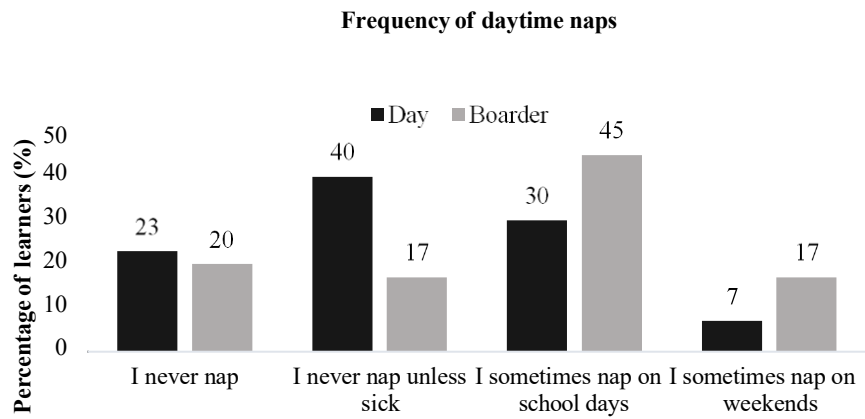 Frequency of daytime naps
Day Boarder
Percentage of learners (%)
50
40
30
20
10
0
23
20
40
17
30
45
7
17
I never nap
I never nap unless
sick
I sometimes nap on
school days
I sometimes nap on
weekends